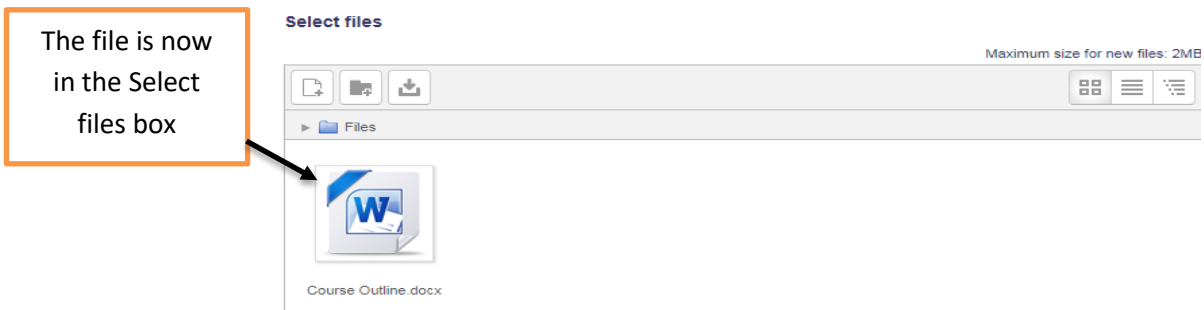 The file is now
in the Select
files box
Select files
Maximum size for new files: 2MB
Files
W
Course Outline.docx